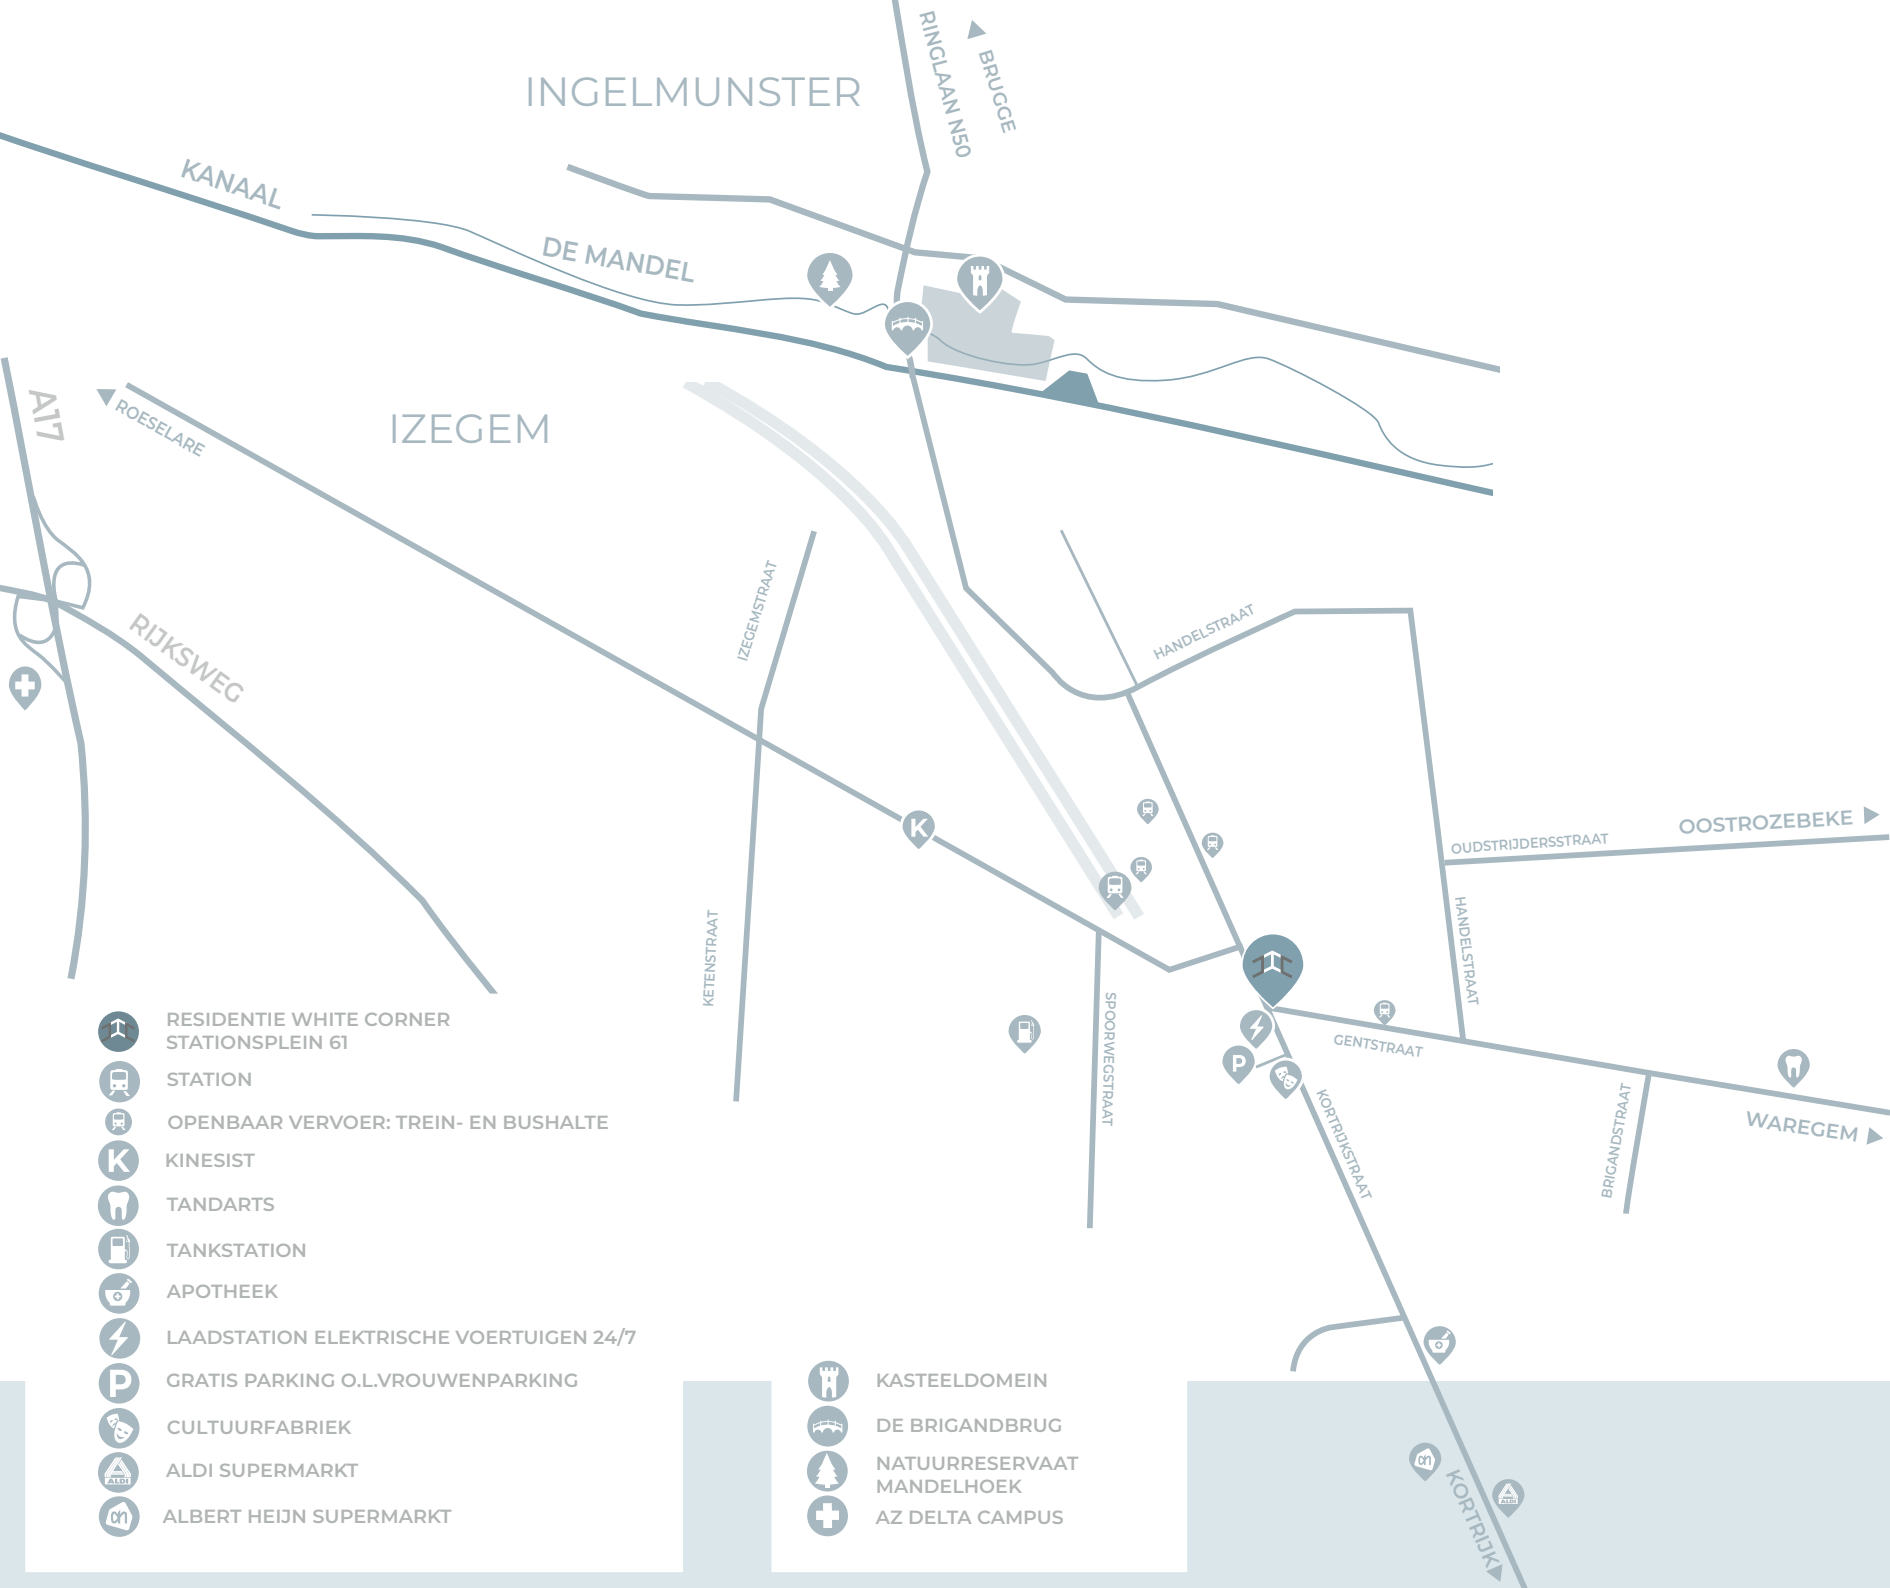 RINGLAAN N50
BRUGGE
INGELMUNSTER
KANAAL
DE MANDEL
A17
ROESELARE
IZEGEM
RIJKSWEG
IZEGEMSTRAAT
HANDELSTRAAT
K
OOSTROZEBEKE
OUDSTRIJDERSSTRAAT
HANDELSTRAAT
KETENSTRAAT
SPOORWEGSTRAAT
GENTSTRAAT
P
KORTRIJKSTRAAT
BRIGANDSTRAAT
WAREGEM
KORTRIJK
ALDI
RESIDENTIE WHITE CORNER
STATIONSPLEIN 61
STATION
OPENBAAR VERVOER: TREIN- EN BUSHALTE
K
KINESIST
TANDARTS
TANKSTATION
APOTHEEK
LAADSTATION ELEKTRISCHE VOERTUIGEN 24/7
P
GRATIS PARKING O.L.VROUWENPARKING
CULTUURFABRIEK
ALDI
ALDI SUPERMARKT
ALBERT HEIJN SUPERMARKT
KASTEELDOMEIN
DE BRIGANDBRUG
NATUURRESERVAAT
MANDELHOEK
AZ DELTA CAMPUS